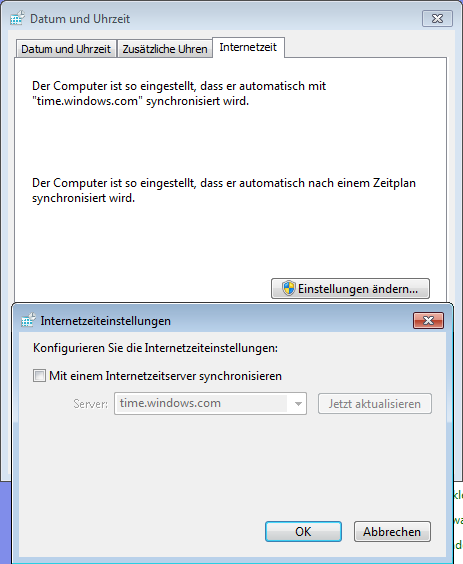 Datum und Uhrzeit
Datum und Uhrzeit Zusätzliche Uhren Internetzeit
Der Computer ist so eingestellt, dass er automatisch mit
"time.windows.com" synchronisiert wird.
Der Computer ist so eingestellt, dass er automatisch nach einem Zeitplan
synchronisiert wird.
Einstellungen ändern...
Internetzeiteinstellungen
Konfigurieren Sie die Internetzeiteinstellungen:
Mit einem Internetzeitserver synchronisieren
Server: time.windows.com Jetzt aktualisieren
OK Abbrechen